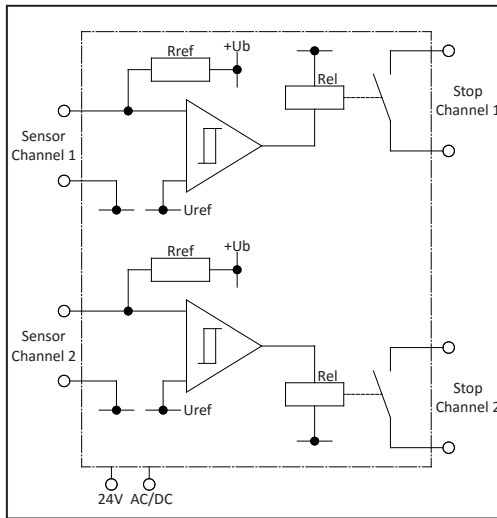 Rref
+Ub
Rel
Stop
Channel 1
Sensor
Channel 1
Uref
Rref
+Ub
Sensor
Channel 2
Rel
Stop
Channel 2
Uref
24V AC/DC